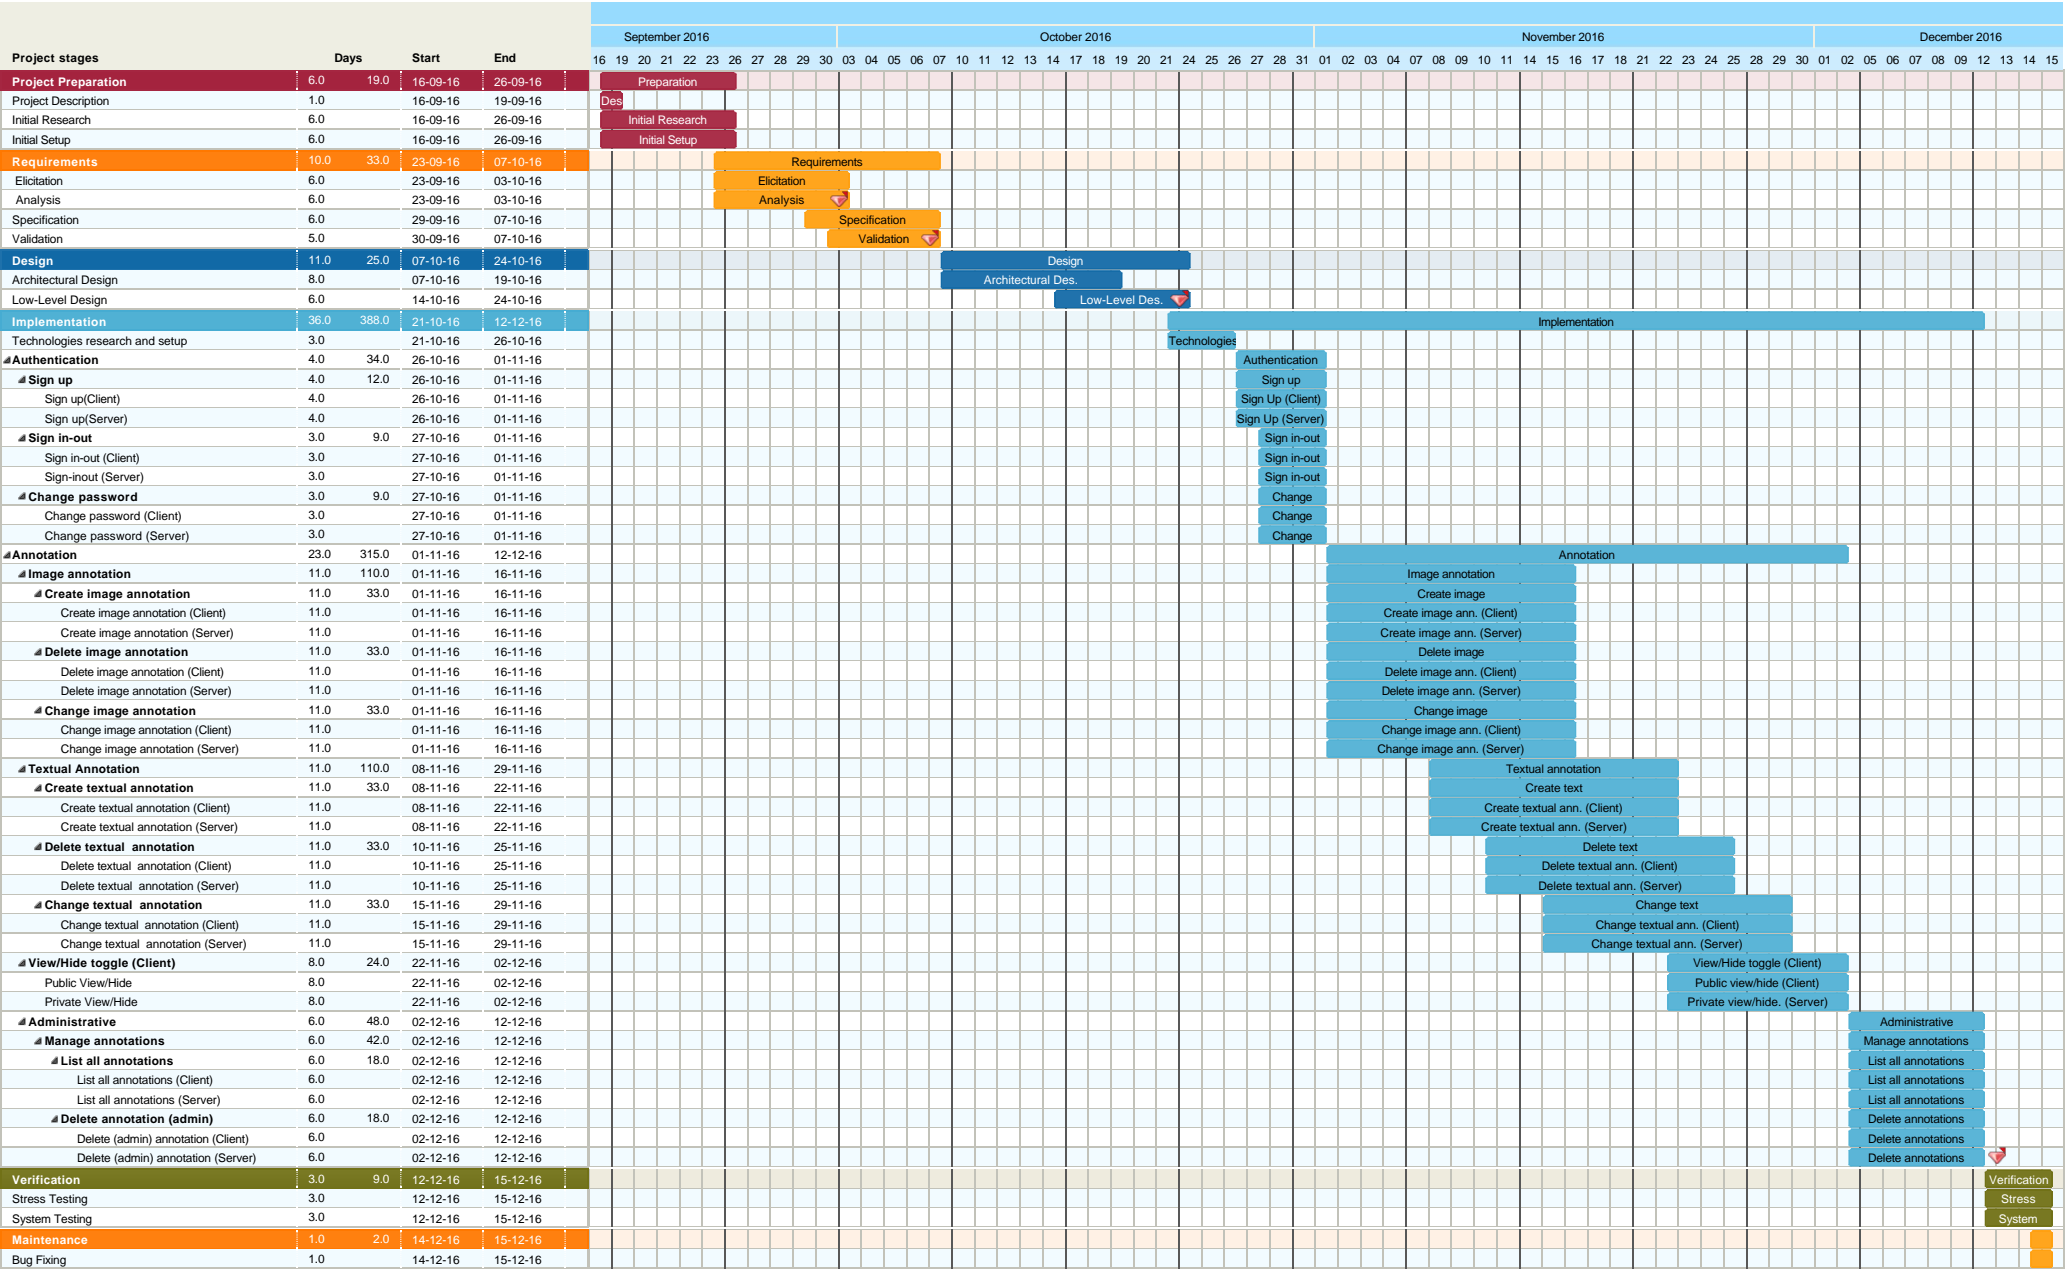 September 2016 October 2016 November 2016 December 2016
Project stages Days Start End 16 19 20 21 22 23 26 27 28 29 30 03 04 05 06 07 10 11 12 13 14 17 18 19 20 21 24 25 26 27 28 31 01 02 03 04 07 08 09 10 11 14 15 16 17 18 21 22 23 24 25 28 29 30 01 02 05 06 07 08 09 12 13 14 15
Project Preparation 6.0 19.0 16-09-16 26-09-16 Preparation
Project Description 1.0 16-09-16 19-09-16 Des
Initial Research 6.0 16-09-16 26-09-16 Initial Research
Initial Setup 6.0 16-09-16 26-09-16 Initial Setup
Requirements 10.0 33.0 23-09-16 07-10-16 Requirements
Elicitation 6.0 23-09-16 03-10-16 Elicitation
Analysis 6.0 23-09-16 03-10-16 Analysis
Specification 6.0 29-09-16 07-10-16 Specification
Validation 5.0 30-09-16 07-10-16 Validation
Design 11.0 25.0 07-10-16 24-10-16 Design
Architectural Design 8.0 07-10-16 19-10-16 Architectural Des.
Low-Level Design 6.0 14-10-16 24-10-16 Low-Level Des.
Implementation 36.0 388.0 21-10-16 12-12-16 Implementation
Technologies research and setup 3.0 21-10-16 26-10-16 Technologies
Authentication 4.0 34.0 26-10-16 01-11-16 Authentication
Sign up 4.0 12.0 26-10-16 01-11-16 Sign up
Sign up(Client) 4.0 26-10-16 01-11-16 Sign Up (Client)
Sign up(Server) 4.0 26-10-16 01-11-16 Sign Up (Server)
Sign in-out 3.0 9.0 27-10-16 01-11-16 Sign in-out
Sign in-out (Client) 3.0 27-10-16 01-11-16 Sign in-out
Sign-inout (Server) 3.0 27-10-16 01-11-16 Sign in-out
Change password 3.0 9.0 27-10-16 01-11-16 Change
Change password (Client) 3.0 27-10-16 01-11-16 Change
Change password (Server) 3.0 27-10-16 01-11-16 Change
Annotation 23.0 315.0 01-11-16 12-12-16 Annotation
Image annotation 11.0 110.0 01-11-16 16-11-16 Image annotation
Create image annotation 11.0 33.0 01-11-16 16-11-16 Create image
Create image annotation (Client) 11.0 01-11-16 16-11-16 Create image ann. (Client)
Create image annotation (Server) 11.0 01-11-16 16-11-16 Create image ann. (Server)
Delete image annotation 11.0 33.0 01-11-16 16-11-16 Delete image
Delete image annotation (Client) 11.0 01-11-16 16-11-16 Delete image ann. (Client)
Delete image annotation (Server) 11.0 01-11-16 16-11-16 Delete image ann. (Server)
Change image annotation 11.0 33.0 01-11-16 16-11-16 Change image
Change image annotation (Client) 11.0 01-11-16 16-11-16 Change image ann. (Client)
Change image annotation (Server) 11.0 01-11-16 16-11-16 Change image ann. (Server)
Textual Annotation 11.0 110.0 08-11-16 29-11-16 Textual annotation
Create textual annotation 11.0 33.0 08-11-16 22-11-16 Create text
Create textual annotation (Client) 11.0 08-11-16 22-11-16 Create textual ann. (Client)
Create textual annotation (Server) 11.0 08-11-16 22-11-16 Create textual ann. (Server)
Delete textual annotation 11.0 33.0 10-11-16 25-11-16 Delete text
Delete textual annotation (Client) 11.0 10-11-16 25-11-16 Delete textual ann. (Client)
Delete textual annotation (Server) 11.0 10-11-16 25-11-16 Delete textual ann. (Server)
Change textual annotation 11.0 33.0 15-11-16 29-11-16 Change text
Change textual annotation (Client) 11.0 15-11-16 29-11-16 Change textual ann. (Client)
Change textual annotation (Server) 11.0 15-11-16 29-11-16 Change textual ann. (Server)
View/Hide toggle (Client) 8.0 24.0 22-11-16 02-12-16 View/Hide toggle (Client)
Public View/Hide 8.0 22-11-16 02-12-16 Public view/hide (Client)
Private View/Hide 8.0 22-11-16 02-12-16 Private view/hide. (Server)
Administrative 6.0 48.0 02-12-16 12-12-16 Administrative
Manage annotations 6.0 42.0 02-12-16 12-12-16 Manage annotations
List all annotations 6.0 18.0 02-12-16 12-12-16 List all annotations
List all annotations (Client) 6.0 02-12-16 12-12-16 List all annotations
List all annotations (Server) 6.0 02-12-16 12-12-16 List all annotations
Delete annotation (admin) 6.0 18.0 02-12-16 12-12-16 Delete annotations
Delete (admin) annotation (Client) 6.0 02-12-16 12-12-16 Delete annotations
Delete (admin) annotation (Server) 6.0 02-12-16 12-12-16 Delete annotations
Verification 3.0 9.0 12-12-16 15-12-16 Verification
Stress Testing 3.0 12-12-16 15-12-16 Stress
System Testing 3.0 12-12-16 15-12-16 System
Maintenance 1.0 2.0 14-12-16 15-12-16
Bug Fixing 1.0 14-12-16 15-12-16